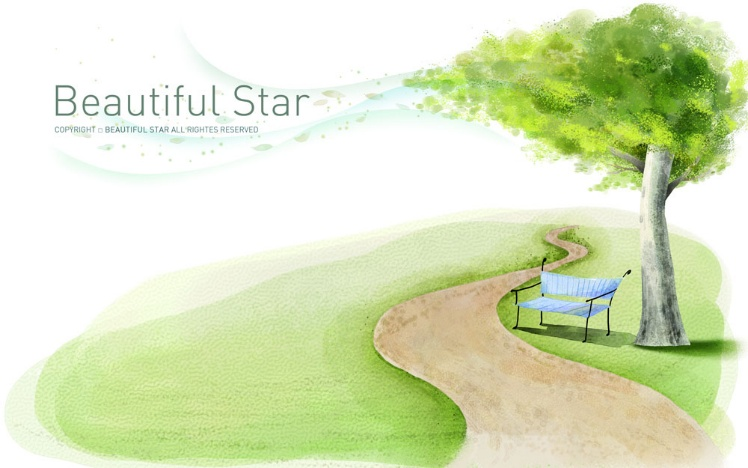 Beautiful Star
COPYRIGHT □ BEAUTIFUL STAR ALL RIGHTES RESERVED